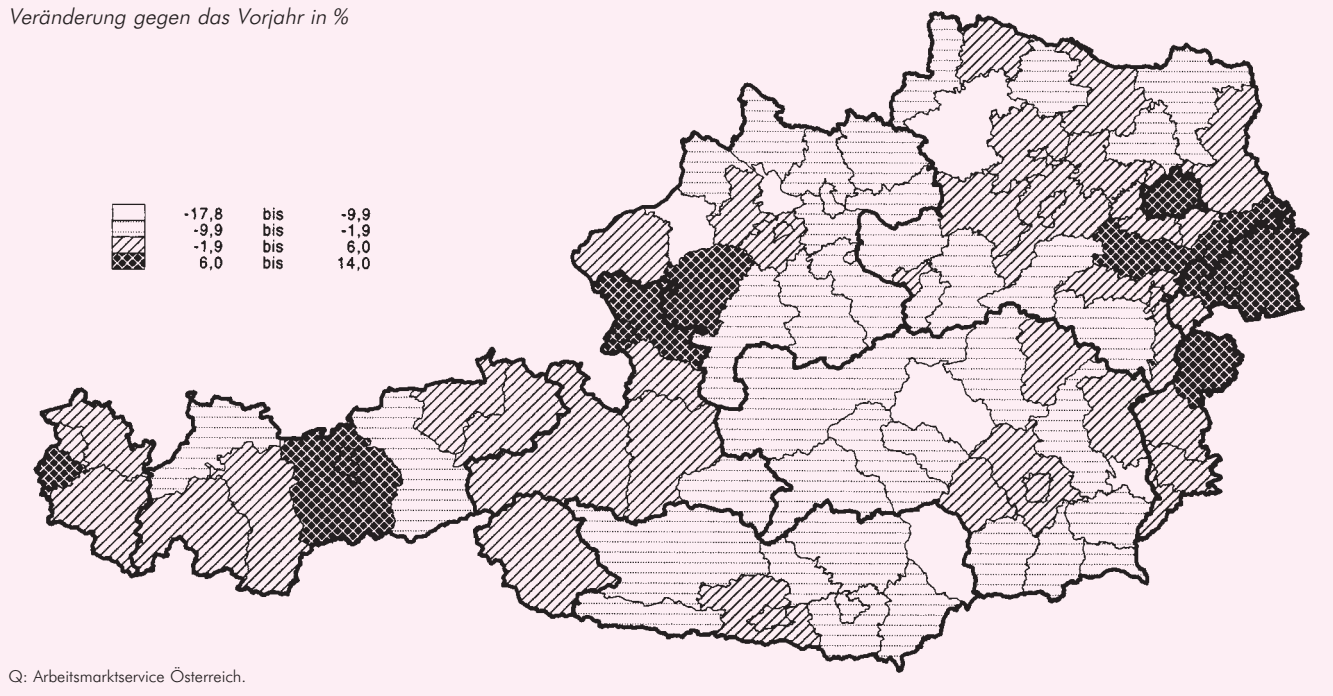 Veränderung gegen das Vorjahr in %
-17,8 bis -9,9
-9,9 bis -1,9
-1,9 bis 6,0
6,0 bis 14,0
Q: Arbeitsmarktservice Österreich.